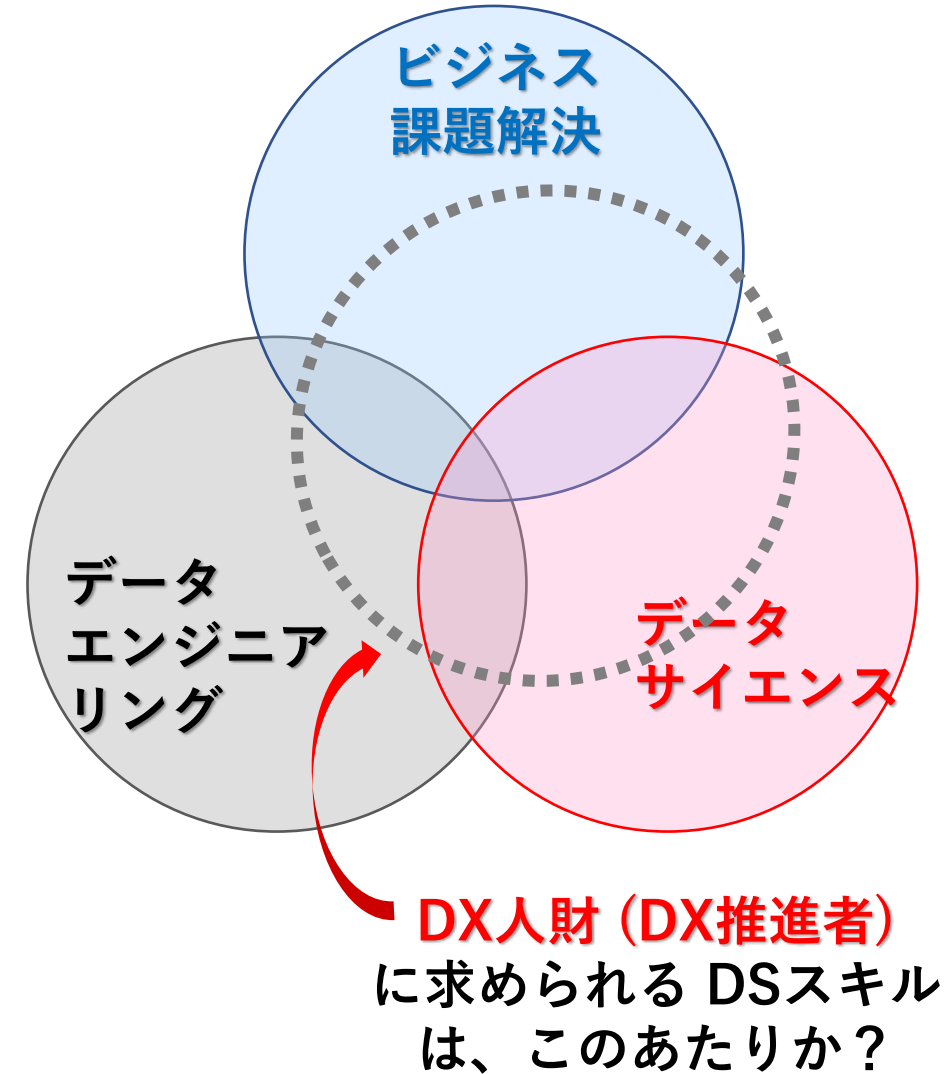 ビジネス
課題解決
データ
エンジニア
リング
データ
サイエンス
DX人財 (DX推進者)
に求められる DSスキル
は、このあたりか？